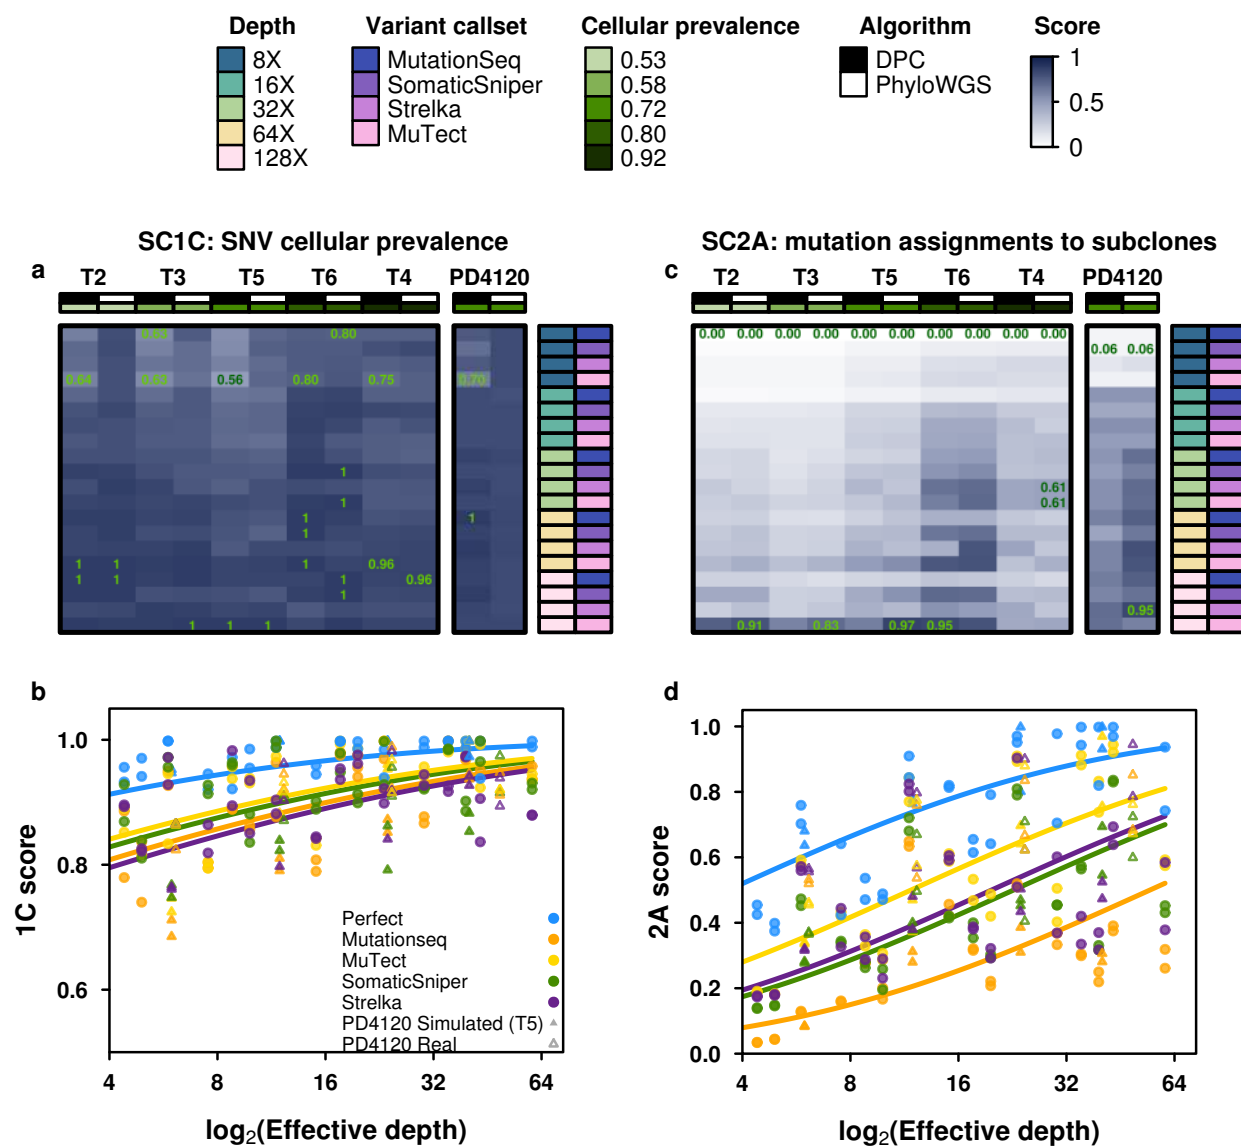 Depth
8X
16X
32X
64X
128X
Variant callset
MutationSeq
SomaticSniper
Strelka
MuTect
Cellular prevalence
0.53
0.58
0.72
0.80
0.92
Algorithm
DPC
PhyloWGS
Score
1
0.5
0
SC1C: SNV cellular prevalence
a
T2 T3 T5 T6 T4 PD4120
0.63 0.80
0.64 0.63 0.56 0.80 0.75 0.70
1
1
1 1
1
1 1 1 0.96
1 1 1 0.96
1
1 1 1
SC2A: mutation assignments to subclones
c
T2 T3 T5 T6 T4 PD4120
0.00 0.00 0.00 0.00 0.00 0.00 0.00 0.00 0.00 0.00
0.06 0.06
0.61
0.61
0.95
0.91 0.83 0.97 0.95
b
1C score
1.0
0.8
0.6
Perfect
Mutationseq
MuTect
SomaticSniper
Strelka
PD4120 Simulated (T5)
PD4120 Real
4 8 16 32 64
log2(Effective depth)
d
2A score
1.0
0.8
0.6
0.4
0.2
0.0
4 8 16 32 64
log2(Effective depth)